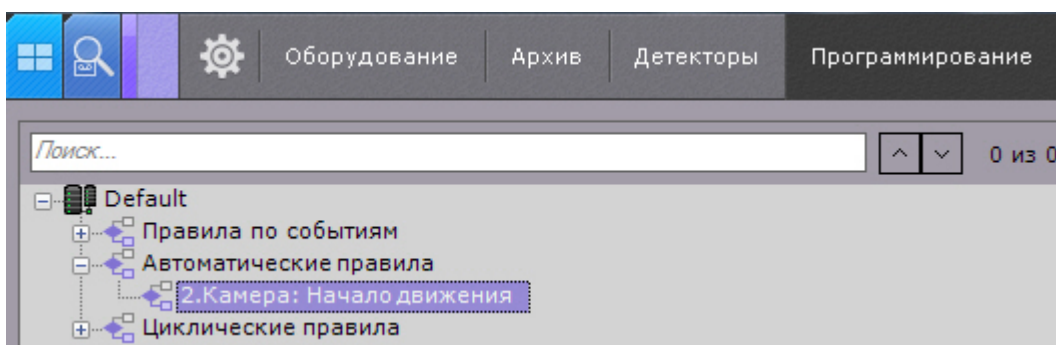 Оборудование Архив Детекторы Программирование
Поиск... 0 из 0
Default
Правила по событиям
Автоматические правила
2.Камера: Начало движения
Циклические правила